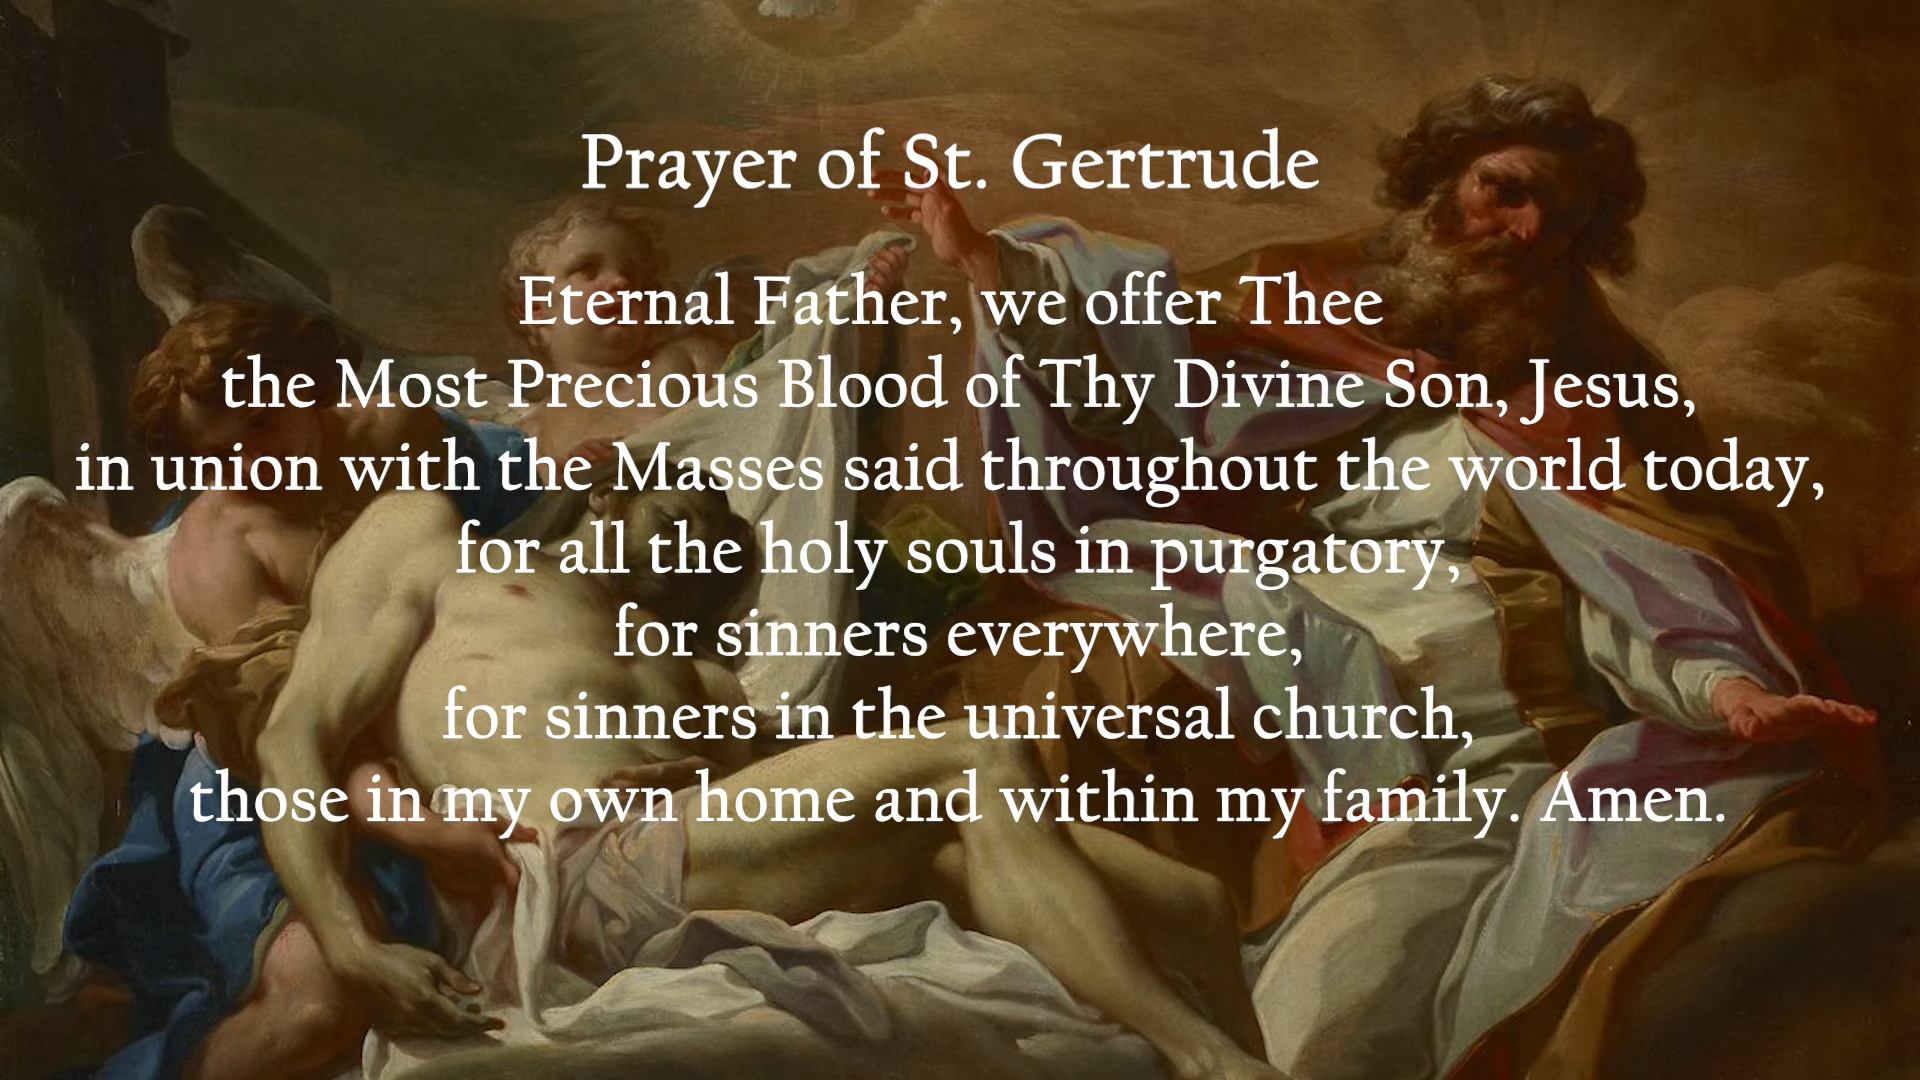 Prayer of St. Gertrude
Eternal Father, we offer Thee
the Most Precious Blood of Thy Divine Son, Jesus,
in union with the Masses said throughout the world today,
for all the holy souls in purgatory,
for sinners everywhere,
for sinners in the universal church,
those in my own home and within my family. Amen.